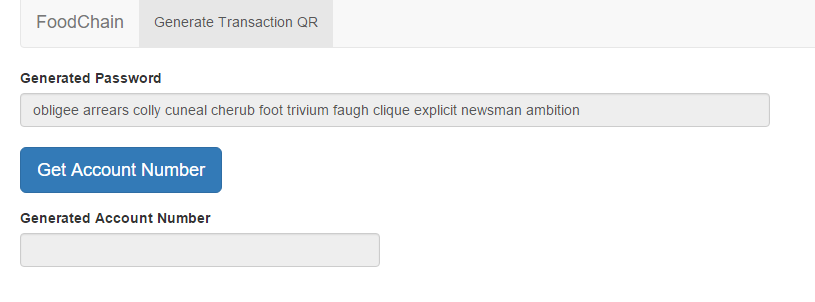 FoodChain Generate Transaction QR
Generated Password
obligee arrears colly cuneal cherub foot trivium faugh clique explicit newsman ambition
Get Account Number
Generated Account Number